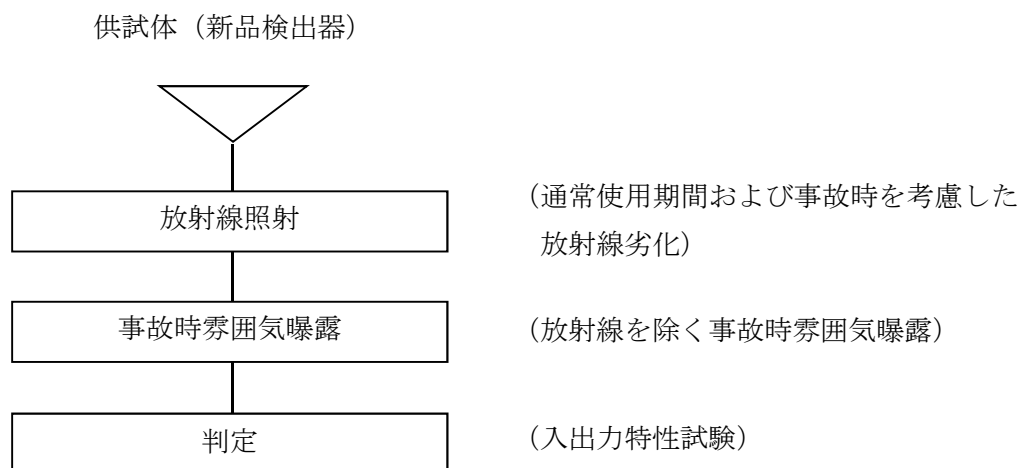 供試体（新品検出器）
放射線照射
（通常使用期間および事故時を考慮した
放射線劣化）
事故時雰囲気曝露
（放射線を除く事故時雰囲気曝露）
判定
（入出力特性試験）